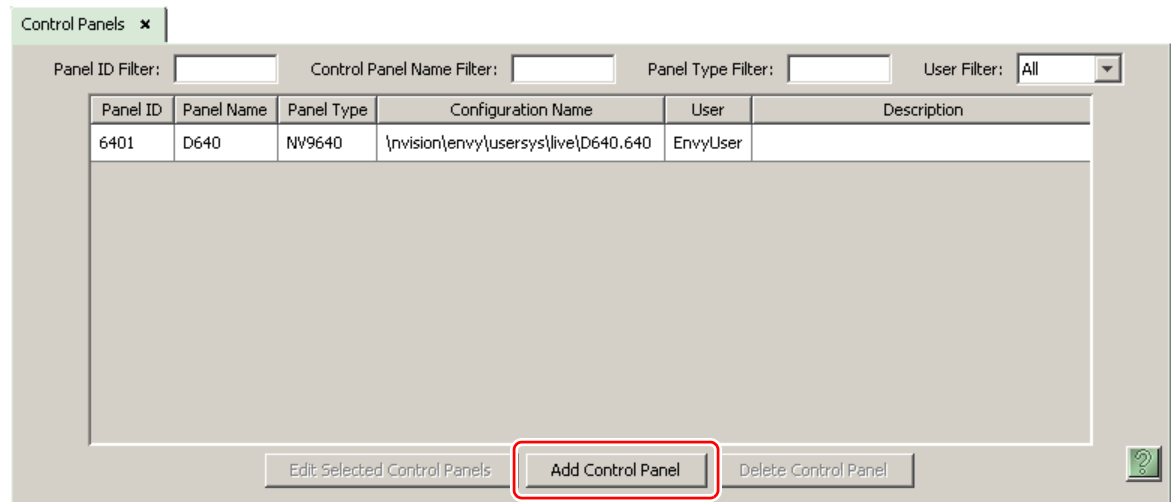 Control Panels ×
Panel ID Filter: Control Panel Name Filter: Panel Type Filter: User Filter: All
Panel ID Panel Name Panel Type Configuration Name User Description
6401 D640 NV9640 \nvision\envy\usersys\live\D640.640 EnvyUser
Edit Selected Control Panels Add Control Panel Delete Control Panel ?